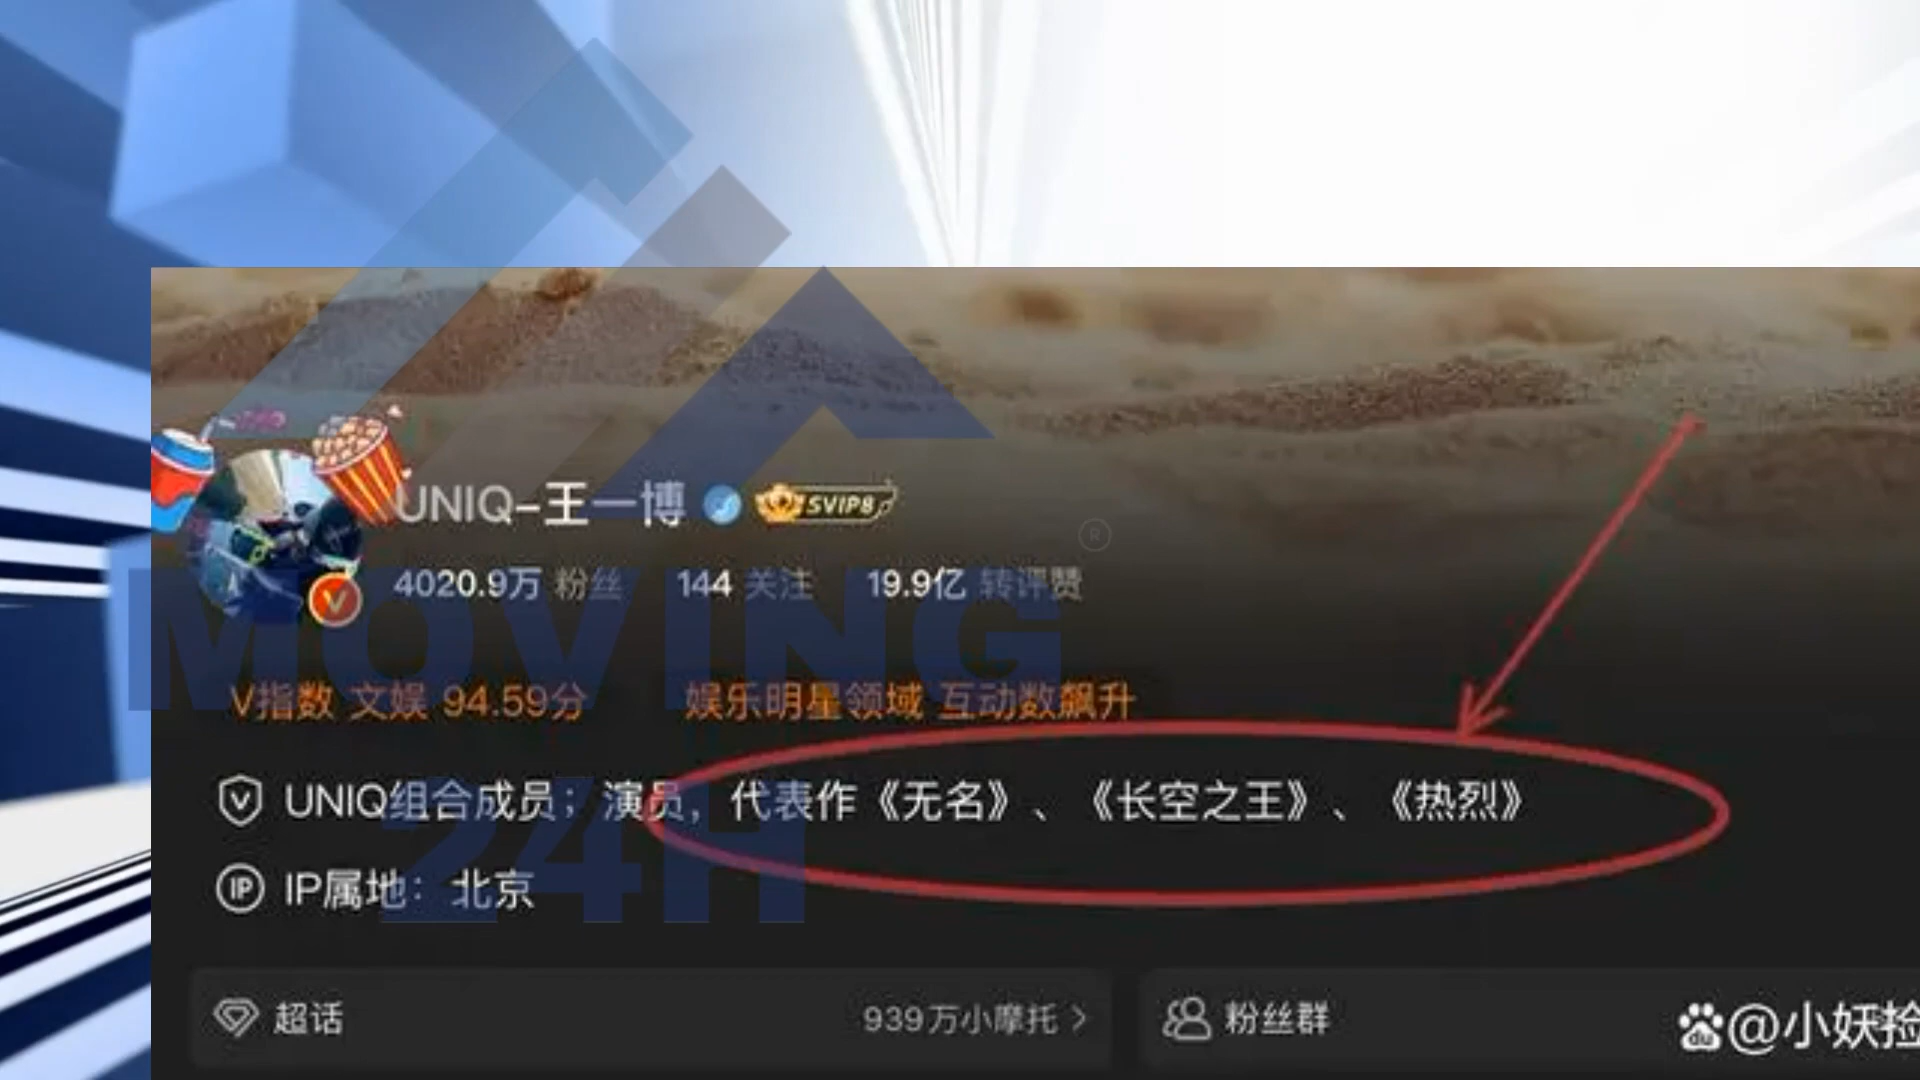 UNIQ-王一博 SVIP8
4020.9万 粉丝 144 关注 19.9亿 转评赞
®
MOVING
V指数 文娱 94.59分 娱乐明星领域 互动数飙升
UNIQ组合成员；演员，代表作《无名》、《长空之王》、《热烈》
24H
IP IP属地：北京
超话 939万小摩托 > 粉丝群
du @小妖捡